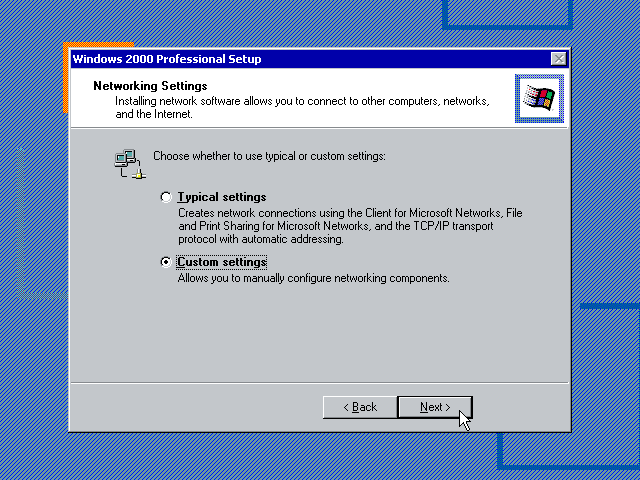 Windows 2000 Professional Setup
Networking Settings
Installing network software allows you to connect to other computers, networks,
and the Internet.
Choose whether to use typical or custom settings:
Typical settings
Creates network connections using the Client for Microsoft Networks, File
and Print Sharing for Microsoft Networks, and the TCP/IP transport
protocol with automatic addressing.
Custom settings
Allows you to manually configure networking components.
< Back
Next >